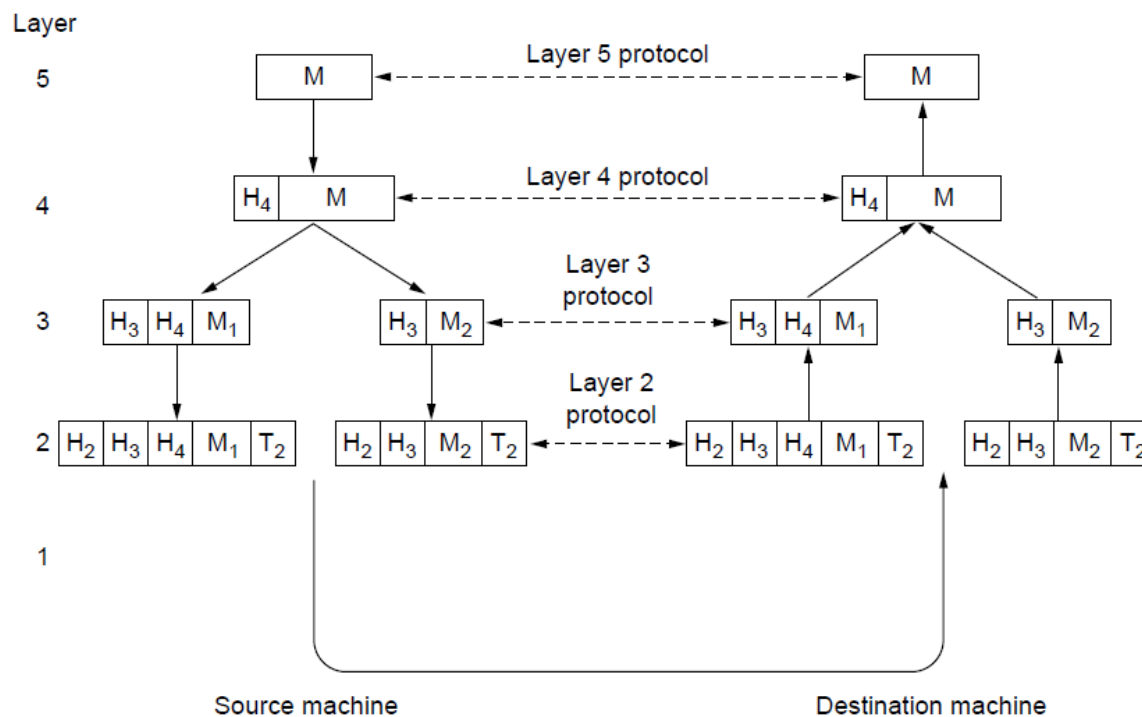 Layer
5 M Layer 5 protocol M
4 H₄ M Layer 4 protocol H₄ M
Layer 3
protocol
3 H₃ H₄ M₁ H₃ M₂ H₃ H₄ M₁ H₃ M₂
Layer 2
protocol
2 H₂ H₃ H₄ M₁ T₂ H₂ H₃ M₂ T₂ H₂ H₃ H₄ M₁ T₂ H₂ H₃ M₂ T₂
1
Source machine Destination machine